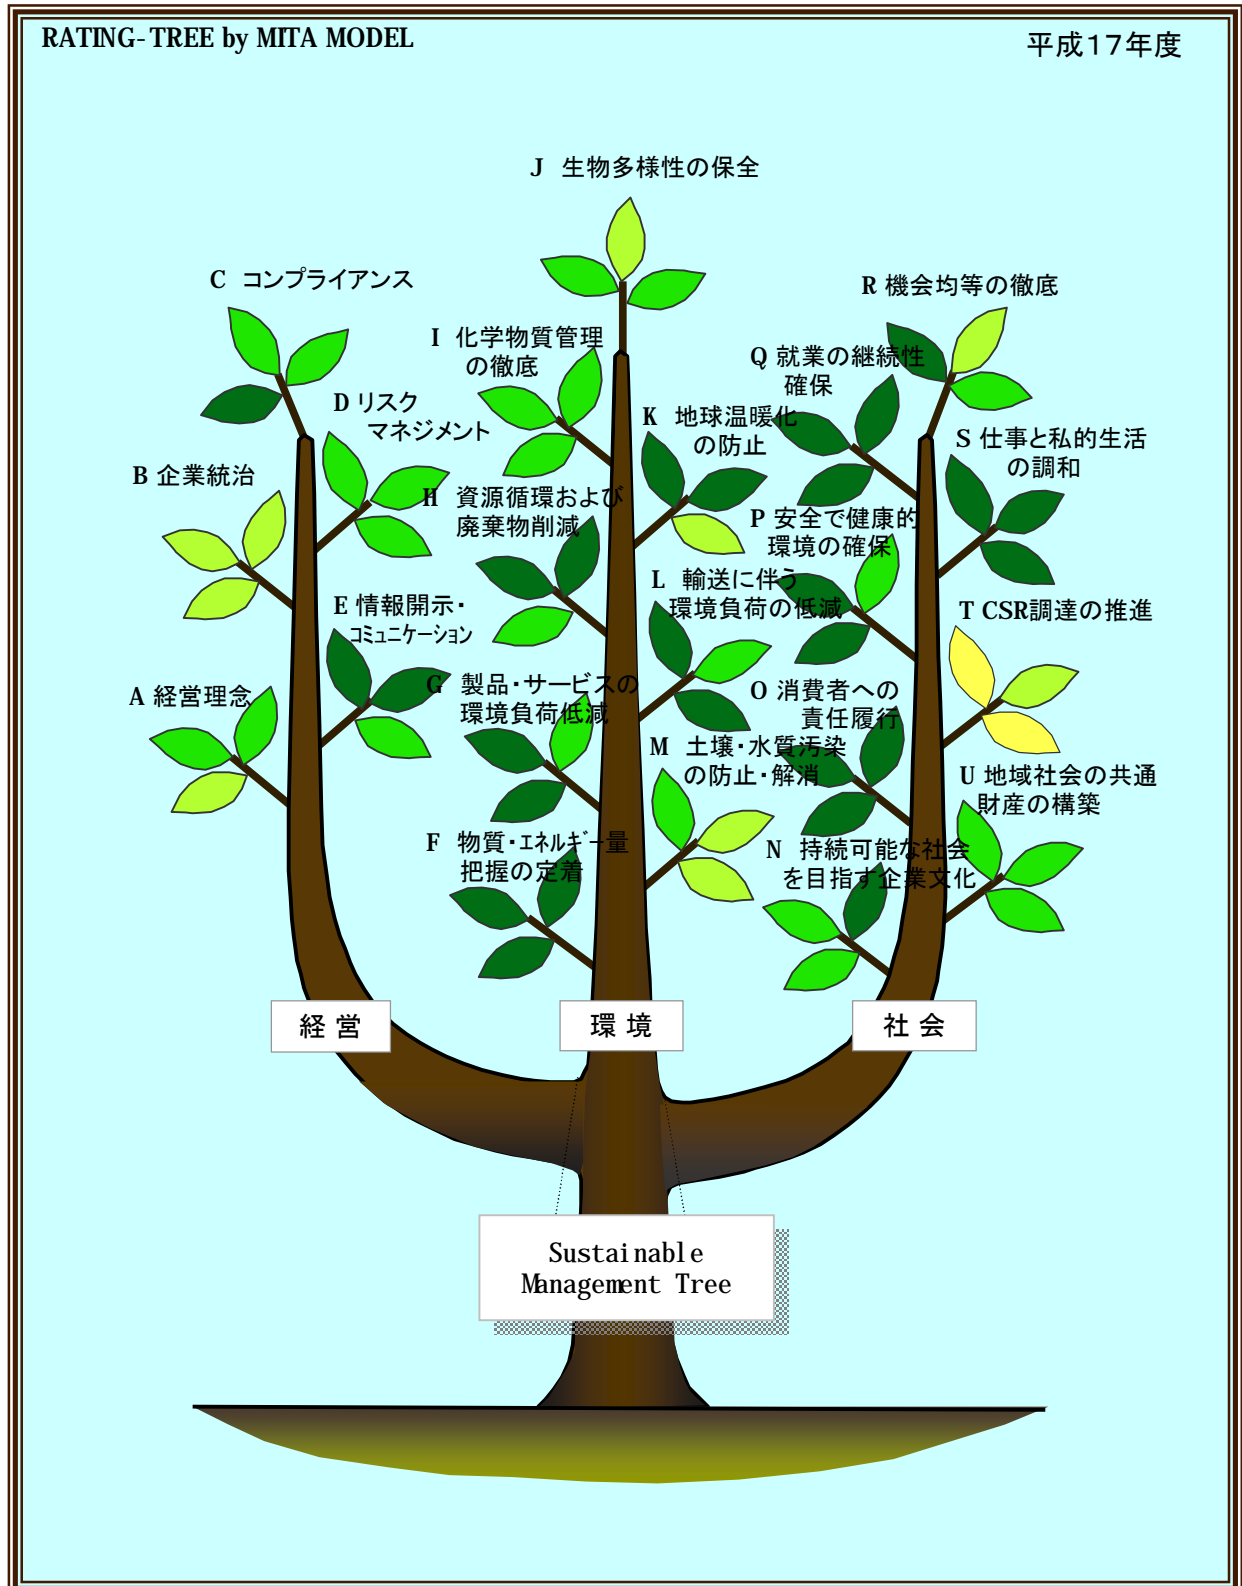 RATING-TREE by MITA MODEL
平成17年度
J 生物多様性の保全
C コンプライアンス
R 機会均等の徹底
I 化学物質管理
の徹底
Q 就業の継続性
確保
D リスク
マネジメント
K 地球温暖化
の防止
S 仕事と私的生活
の調和
B 企業統治
H 資源循環および
廃棄物削減
P 安全で健康的
環境の確保
L 輸送に伴う
環境負荷の低減
E 情報開示・
コミュニケーション
T CSR調達の推進
A 経営理念
G 製品・サービスの
環境負荷低減
O 消費者への
責任履行
M 土壌・水質汚染
の防止・解消
U 地域社会の共通
財産の構築
F 物質・エネルギー量
把握の定着
N 持続可能な社会
を目指す企業文化
経営
環境
社会
Sustainable
Management Tree